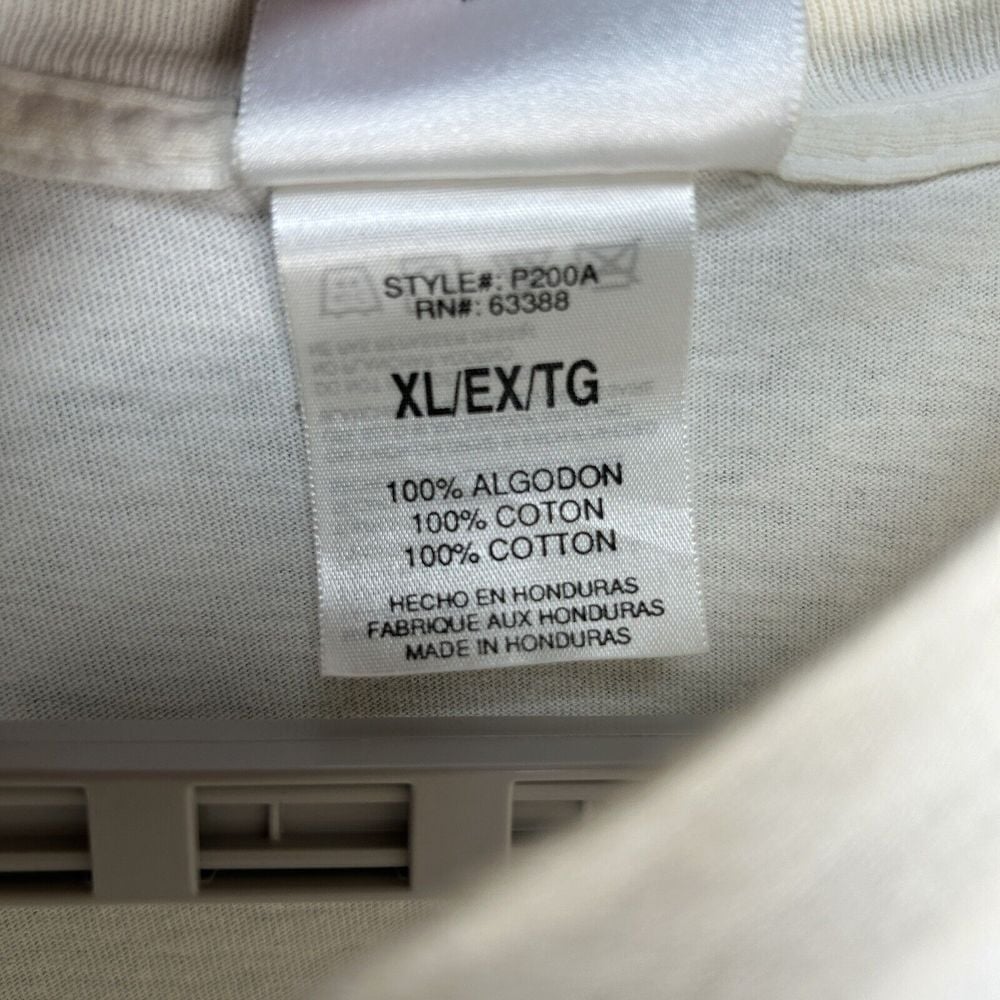 STYLE#: P200A
RN#: 63388
XL/EX/TG
100% ALGODON
100% COTON
100% COTTON
HECHO EN HONDURAS
FABRIQUE AUX HONDURAS
MADE IN HONDURAS